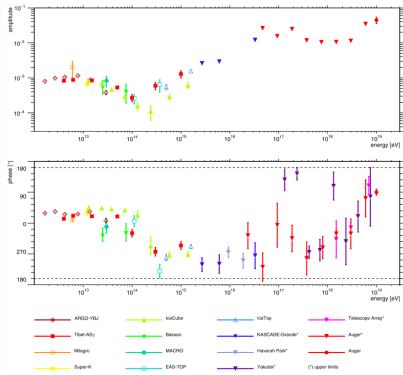 amplitude
10⁻¹
10⁻²
10⁻³
10⁻⁴
10¹³
10¹⁴
10¹⁵
10¹⁶
10¹⁷
10¹⁸
10¹⁹
energy [eV]
phase [°]
180
90
0
270
180
10¹³
10¹⁴
10¹⁵
10¹⁶
10¹⁷
10¹⁸
10¹⁹
energy [eV]
ARGO-YBJ
IceCube
IceTop
Telescope Array*
Tibet-ASγ
Baksan
KASCADE-Grande*
Auger*
Milagro
MACRO
Haverah Park*
Auger
Super-K
EAS-TOP
Yakutsk*
(*) upper limits